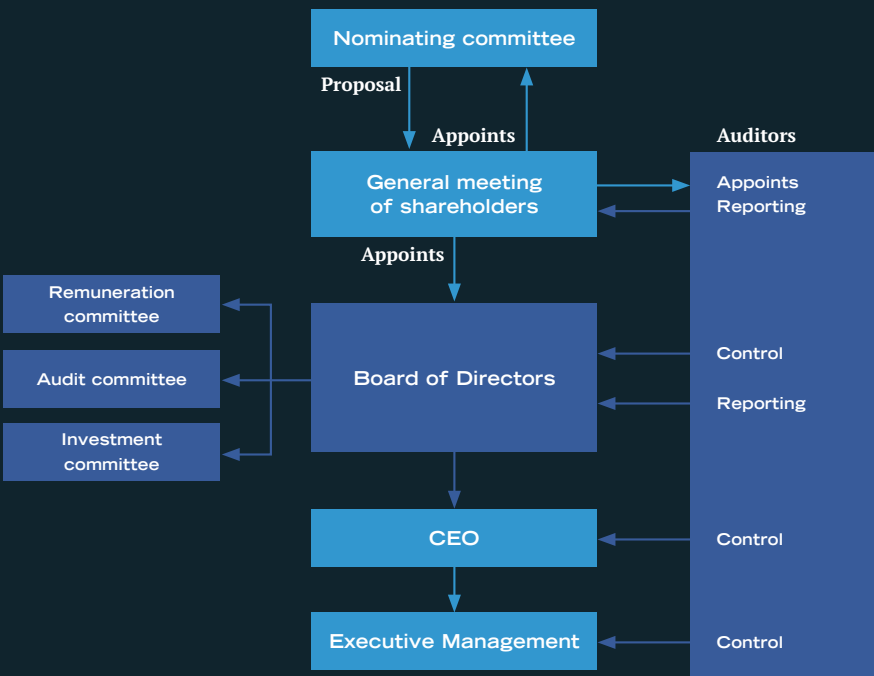 Nominating committee
Proposal
Appoints
Auditors
General meeting
of shareholders
Appoints
Reporting
Appoints
Remuneration
committee
Audit committee
Investment
committee
Board of Directors
Control
Reporting
CEO
Control
Executive Management
Control